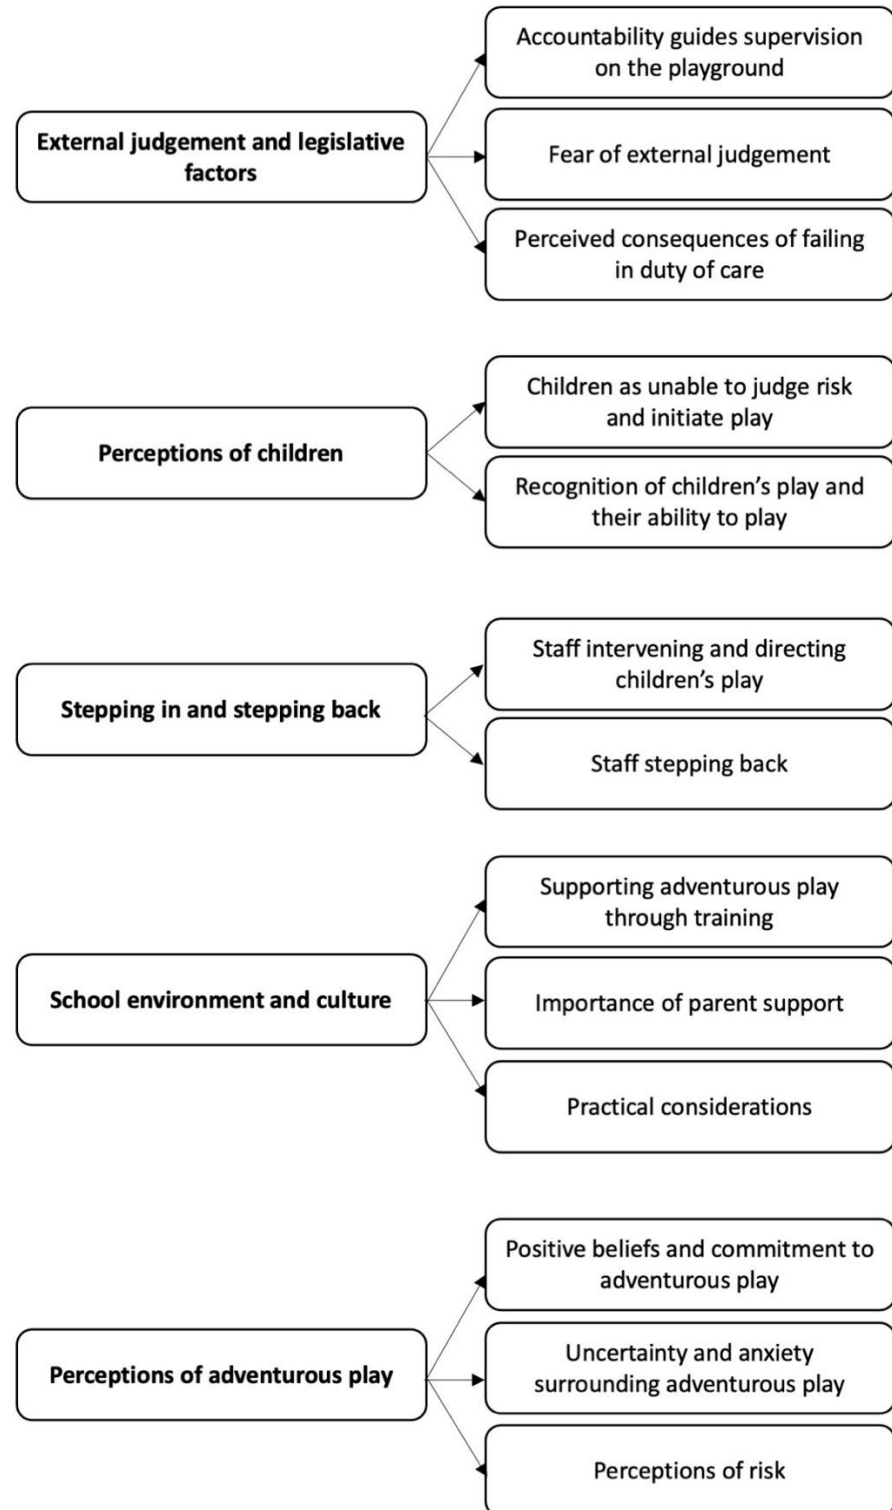 External judgement and legislative
factors
Accountability guides supervision
on the playground
Fear of external judgement
Perceived consequences of failing
in duty of care
Perceptions of children
Children as unable to judge risk
and initiate play
Recognition of children’s play and
their ability to play
Stepping in and stepping back
Staff intervening and directing
children’s play
Staff stepping back
School environment and culture
Supporting adventurous play
through training
Importance of parent support
Practical considerations
Perceptions of adventurous play
Positive beliefs and commitment to
adventurous play
Uncertainty and anxiety
surrounding adventurous play
Perceptions of risk